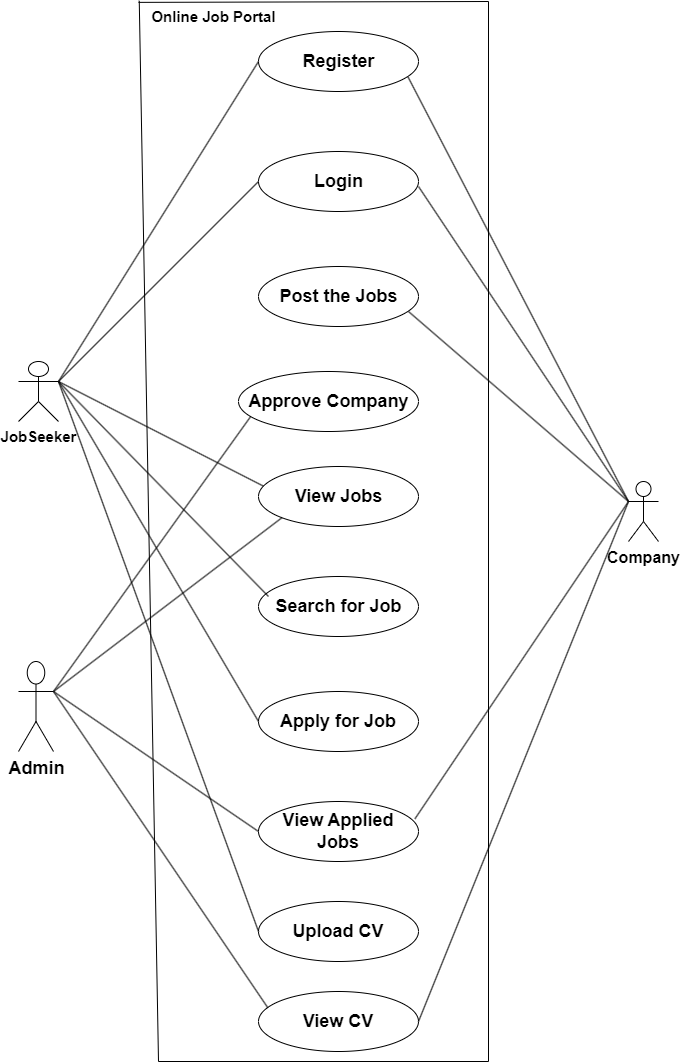 Online Job Portal
Register
Login
Post the Jobs
Approve Company
JobSeeker
View Jobs
Company
Search for Job
Apply for Job
Admin
View Applied
Jobs
Upload CV
View CV